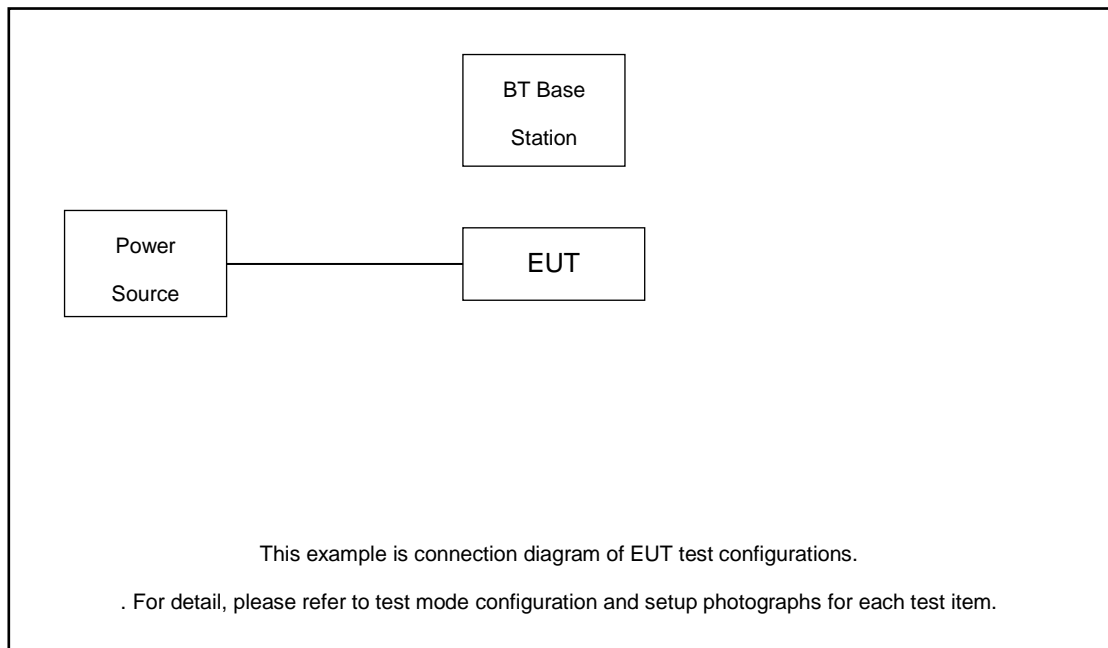 BT Base
Station
Power
Source
EUT
This example is connection diagram of EUT test configurations.
. For detail, please refer to test mode configuration and setup photographs for each test item.